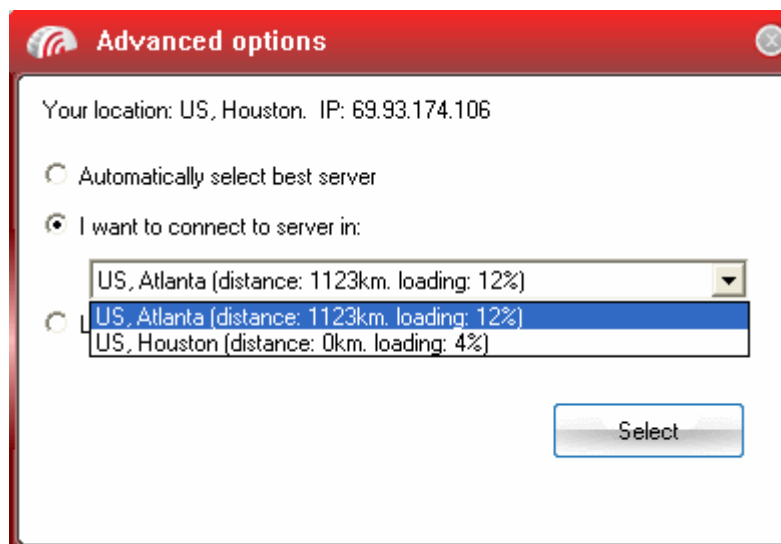 Advanced options
Your location: US, Houston. IP: 69.93.174.106
Automatically select best server
I want to connect to server in:
US, Atlanta (distance: 1123km. loading: 12%)
US, Atlanta (distance: 1123km. loading: 12%)
US, Houston (distance: 0km. loading: 4%)
Select